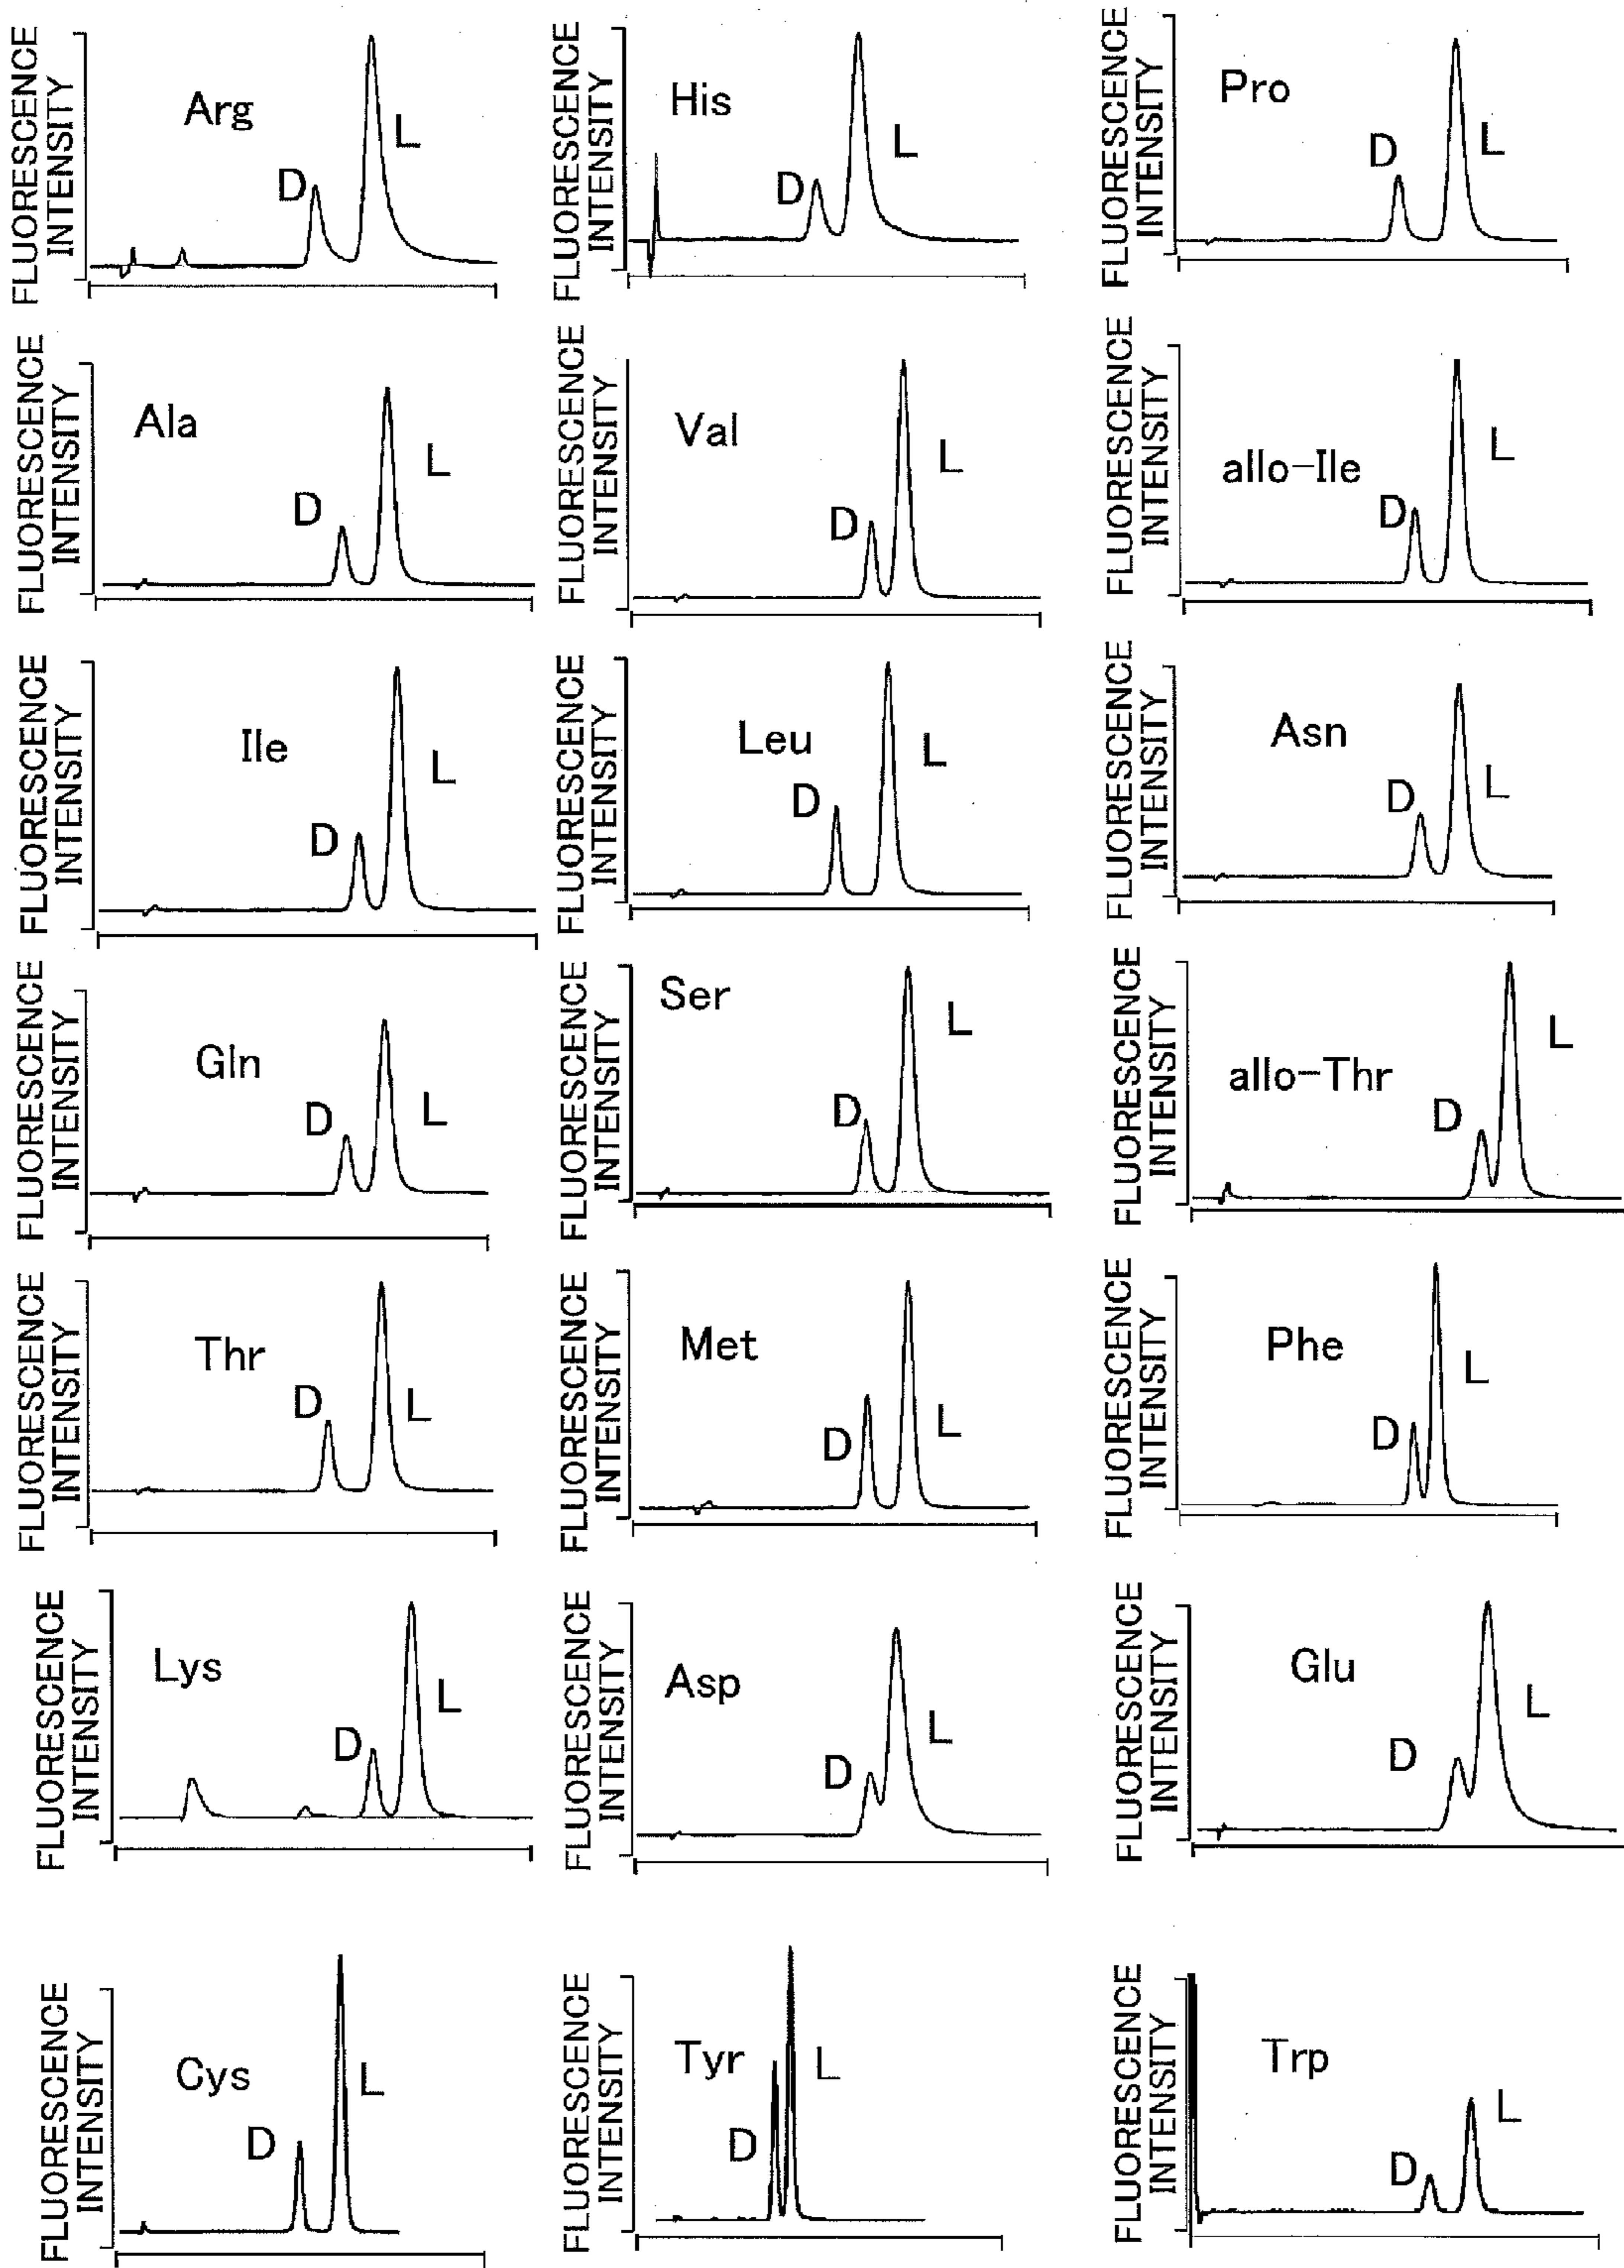 FLUORESCENCE
INTENSITY
Arg
D
L
FLUORESCENCE
INTENSITY
His
D
L
FLUORESCENCE
INTENSITY
Pro
D
L
FLUORESCENCE
INTENSITY
Ala
D
L
FLUORESCENCE
INTENSITY
Val
D
L
FLUORESCENCE
INTENSITY
allo-Ile
D
L
FLUORESCENCE
INTENSITY
Ile
D
L
FLUORESCENCE
INTENSITY
Leu
D
L
FLUORESCENCE
INTENSITY
Asn
D
L
FLUORESCENCE
INTENSITY
Gln
D
L
FLUORESCENCE
INTENSITY
Ser
D
L
FLUORESCENCE
INTENSITY
allo-Thr
D
L
FLUORESCENCE
INTENSITY
Thr
D
L
FLUORESCENCE
INTENSITY
Met
D
L
FLUORESCENCE
INTENSITY
Phe
D
L
FLUORESCENCE
INTENSITY
Lys
D
L
FLUORESCENCE
INTENSITY
Asp
D
L
FLUORESCENCE
INTENSITY
Glu
D
L
FLUORESCENCE
INTENSITY
Cys
D
L
FLUORESCENCE
INTENSITY
Tyr
D
L
FLUORESCENCE
INTENSITY
Trp
D
L